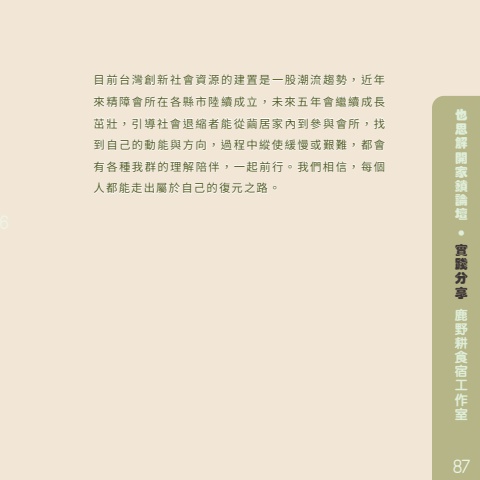 目前台灣創新社會資源的建置是一股潮流趨勢，近年
來精障會所在各縣市陸續成立，未來五年會繼續成長
茁壯，引導社會退縮者能從繭居家內到參與會所，找
到自己的動能與方向，過程中縱使緩慢或艱難，都會
有各種我群的理解陪伴，一起前行。我們相信，每個
人都能走出屬於自己的復元之路。
也思解開家鎖論壇 • 實踐分享 鹿野耕食宿工作室
87